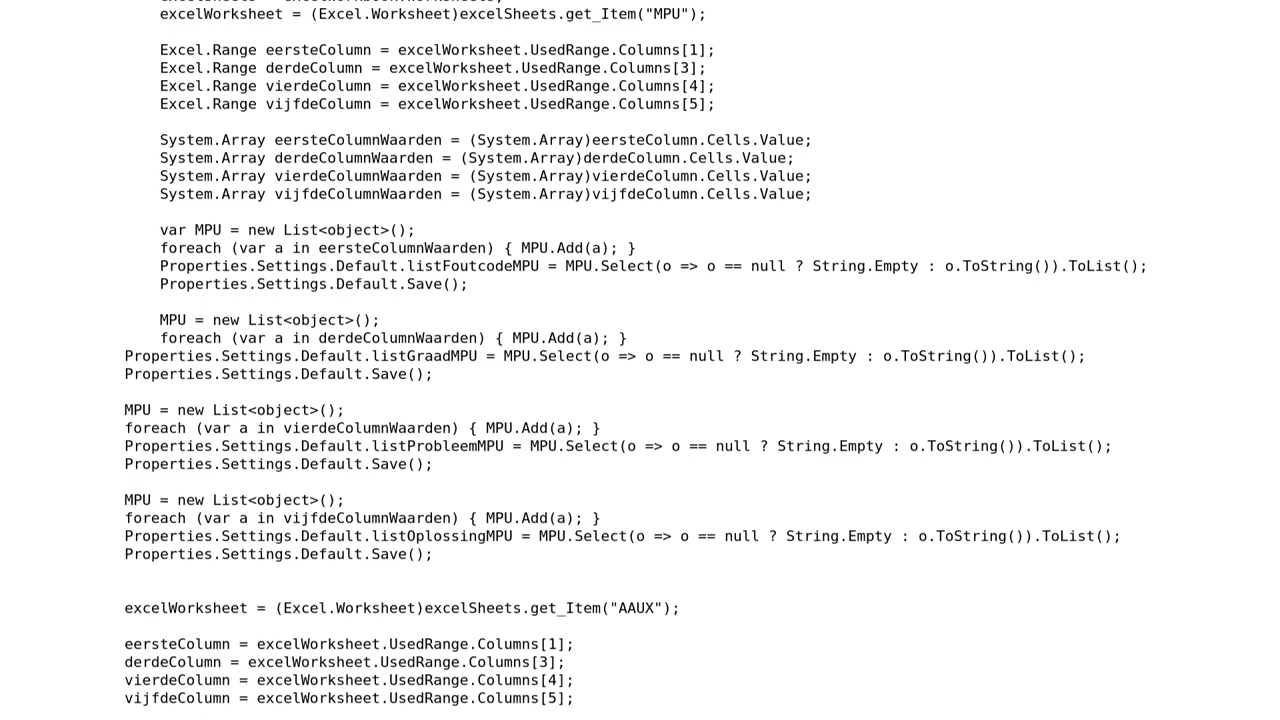 excelWorksheet = (Excel.Worksheet)excelSheets.get_Item("MPU");
Excel.Range eersteColumn = excelWorksheet.UsedRange.Columns[1];
Excel.Range derdeColumn = excelWorksheet.UsedRange.Columns[3];
Excel.Range vierdeColumn = excelWorksheet.UsedRange.Columns[4];
Excel.Range vijfdeColumn = excelWorksheet.UsedRange.Columns[5];
System.Array eersteColumnWaarden = (System.Array)eersteColumn.Cells.Value;
System.Array derdeColumnWaarden = (System.Array)derdeColumn.Cells.Value;
System.Array vierdeColumnWaarden = (System.Array)vierdeColumn.Cells.Value;
System.Array vijfdeColumnWaarden = (System.Array)vijfdeColumn.Cells.Value;
var MPU = new List<object>();
foreach (var a in eersteColumnWaarden) { MPU.Add(a); }
Properties.Settings.Default.listFoutcodeMPU = MPU.Select(o => o == null ? String.Empty : o.ToString()).ToList();
Properties.Settings.Default.Save();
MPU = new List<object>();
foreach (var a in derdeColumnWaarden) { MPU.Add(a); }
Properties.Settings.Default.listGraadMPU = MPU.Select(o => o == null ? String.Empty : o.ToString()).ToList();
Properties.Settings.Default.Save();
MPU = new List<object>();
foreach (var a in vierdeColumnWaarden) { MPU.Add(a); }
Properties.Settings.Default.listProbleemMPU = MPU.Select(o => o == null ? String.Empty : o.ToString()).ToList();
Properties.Settings.Default.Save();
MPU = new List<object>();
foreach (var a in vijfdeColumnWaarden) { MPU.Add(a); }
Properties.Settings.Default.listOplossingMPU = MPU.Select(o => o == null ? String.Empty : o.ToString()).ToList();
Properties.Settings.Default.Save();
excelWorksheet = (Excel.Worksheet)excelSheets.get_Item("AAUX");
eersteColumn = excelWorksheet.UsedRange.Columns[1];
derdeColumn = excelWorksheet.UsedRange.Columns[3];
vierdeColumn = excelWorksheet.UsedRange.Columns[4];
vijfdeColumn = excelWorksheet.UsedRange.Columns[5];